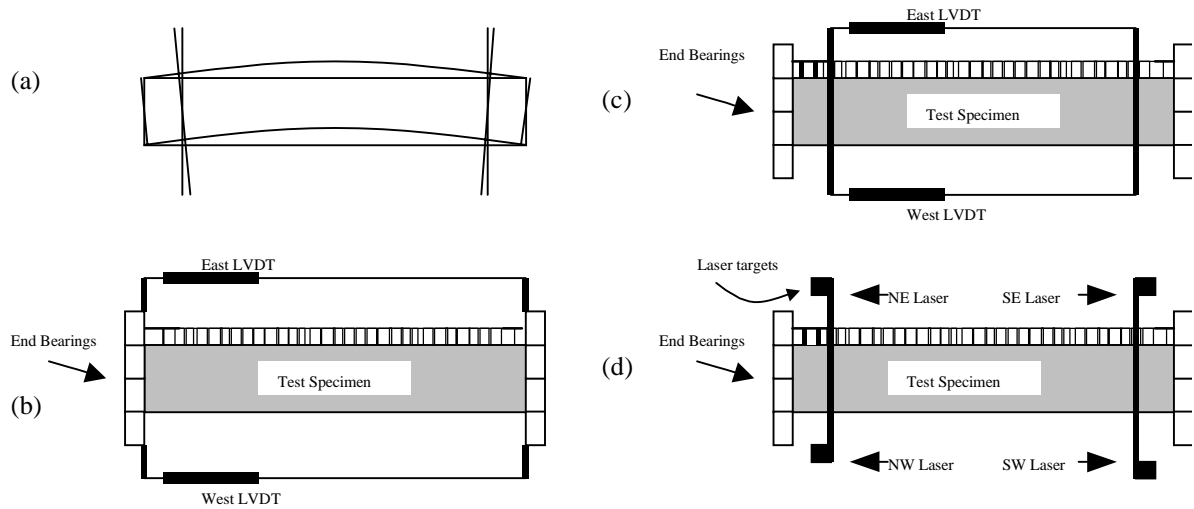 (a)
East LVDT
End Bearings
Test Specimen
West LVDT
(b)
East LVDT
End Bearings
(c)
Test Specimen
West LVDT
Laser targets
NE Laser
SE Laser
End Bearings
(d)
Test Specimen
NW Laser
SW Laser